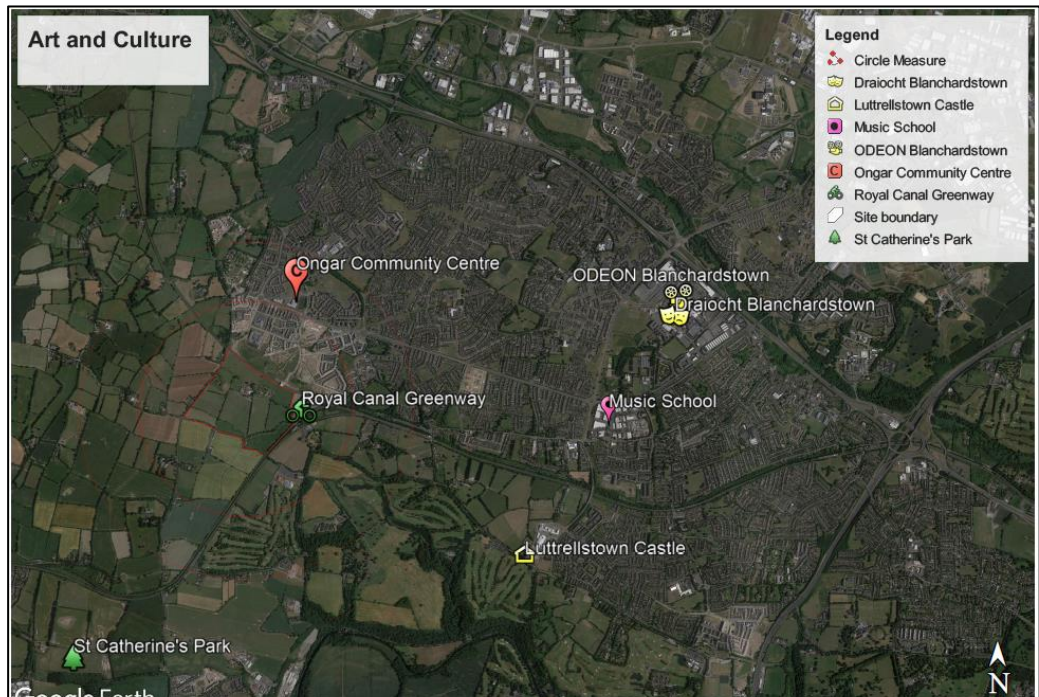 Art and Culture
Legend
Circle Measure
Draiocht Blanchardstown
Luttrellstown Castle
Music School
ODEON Blanchardstown
C Ongar Community Centre
Royal Canal Greenway
Site boundary
St Catherine's Park
C
Ongar Community Centre
ODEON Blanchardstown
Draiocht Blanchardstown
Royal Canal Greenway
Music School
Luttrellstown Castle
St Catherine's Park
Google Earth
N